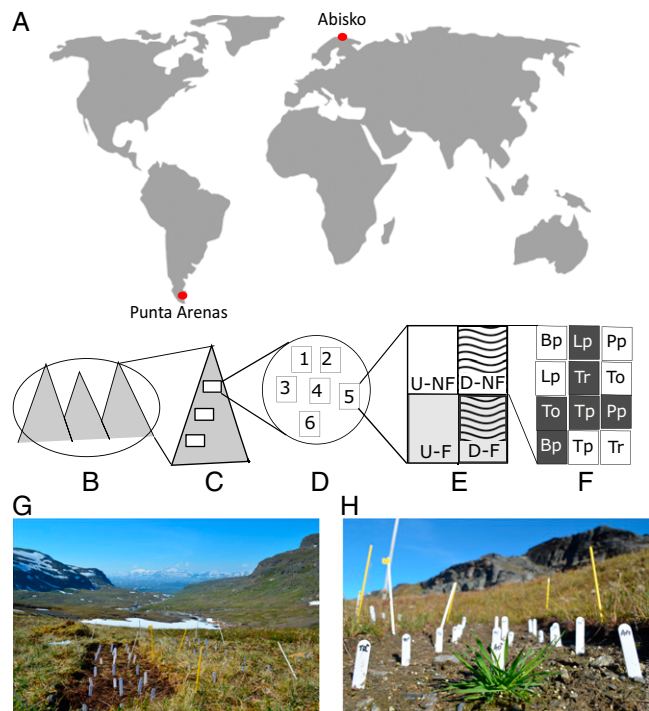 A
Abisko
Punta Arenas
1 2
3 4 5
6
U-NF D-NF
U-F D-F
Bp Lp Pp
Lp Tr To
To Tp Pp
Bp Tp Tr
B C D E F
G H